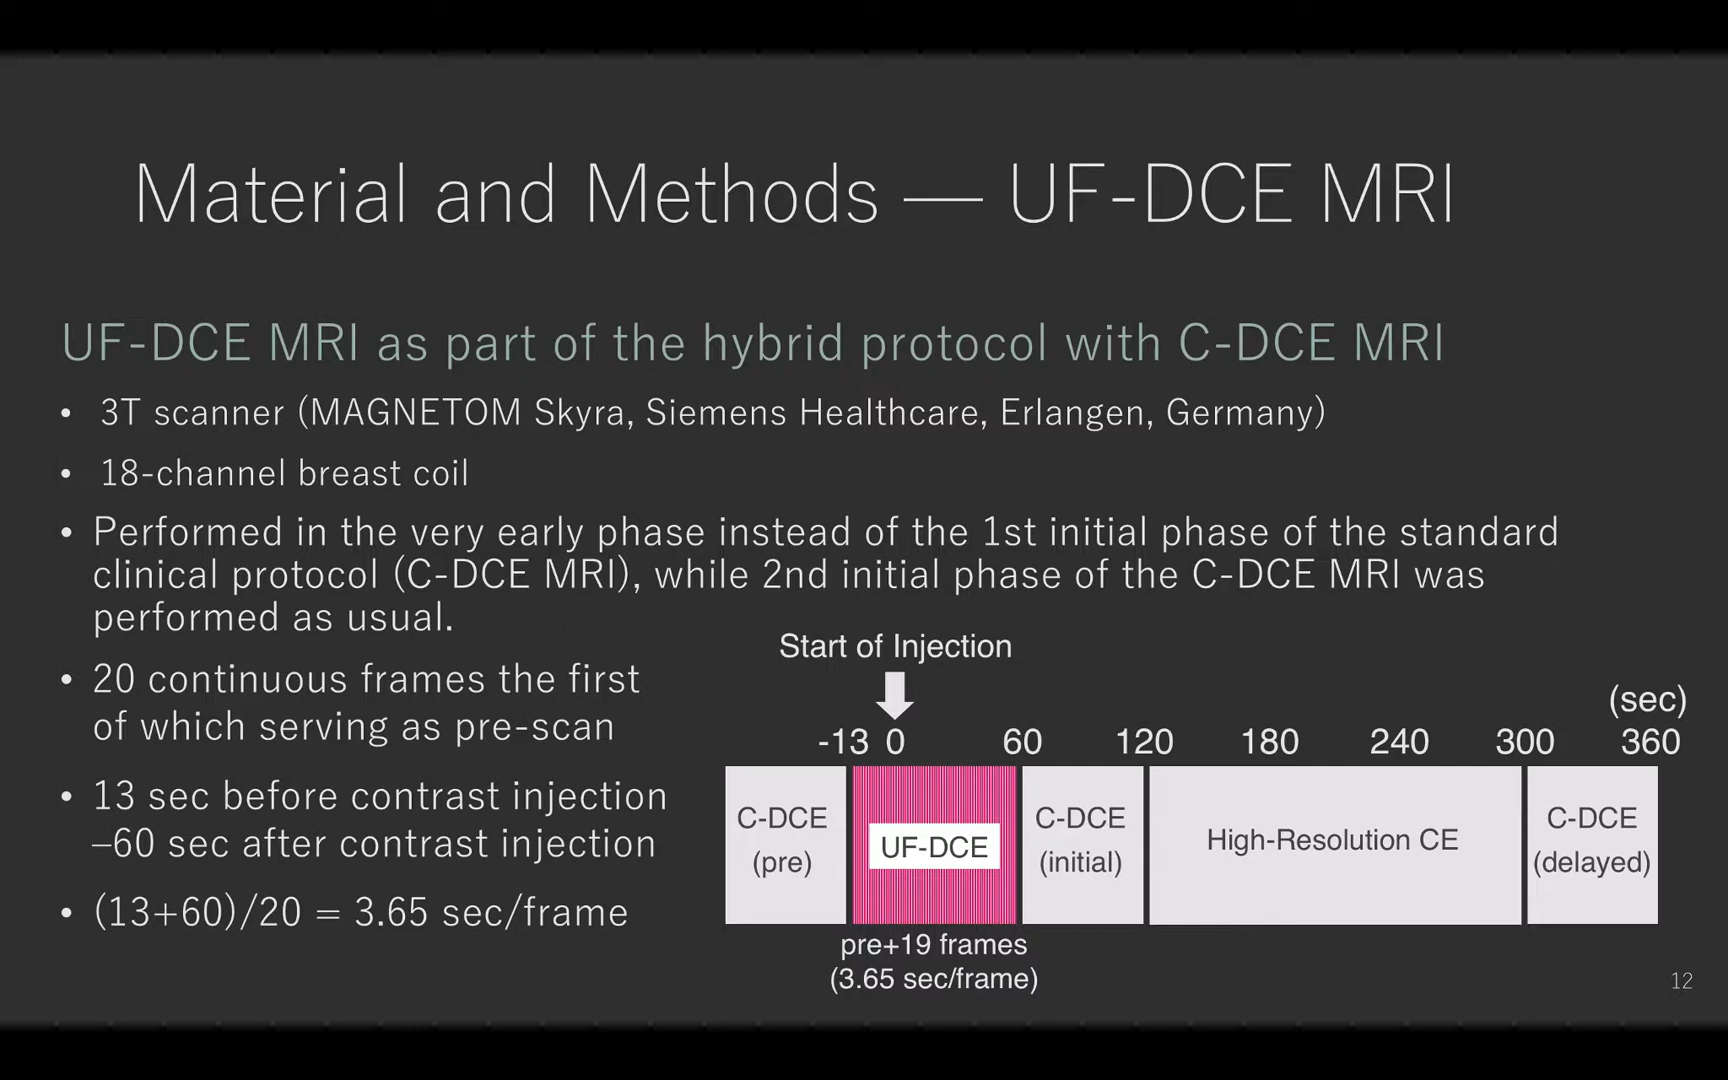 Material and Methods — UF-DCE MRI
UF-DCE MRI as part of the hybrid protocol with C-DCE MRI
• 3T scanner (MAGNETOM Skyra, Siemens Healthcare, Erlangen, Germany)
• 18-channel breast coil
• Performed in the very early phase instead of the 1st initial phase of the standard
clinical protocol (C-DCE MRI), while 2nd initial phase of the C-DCE MRI was
performed as usual.
• 20 continuous frames the first
of which serving as pre-scan
• 13 sec before contrast injection
–60 sec after contrast injection
• (13+60)/20 = 3.65 sec/frame
Start of Injection
(sec)
-13 0 60 120 180 240 300 360
C-DCE
(pre)
UF-DCE
C-DCE
(initial)
High-Resolution CE
C-DCE
(delayed)
pre+19 frames
(3.65 sec/frame)
12